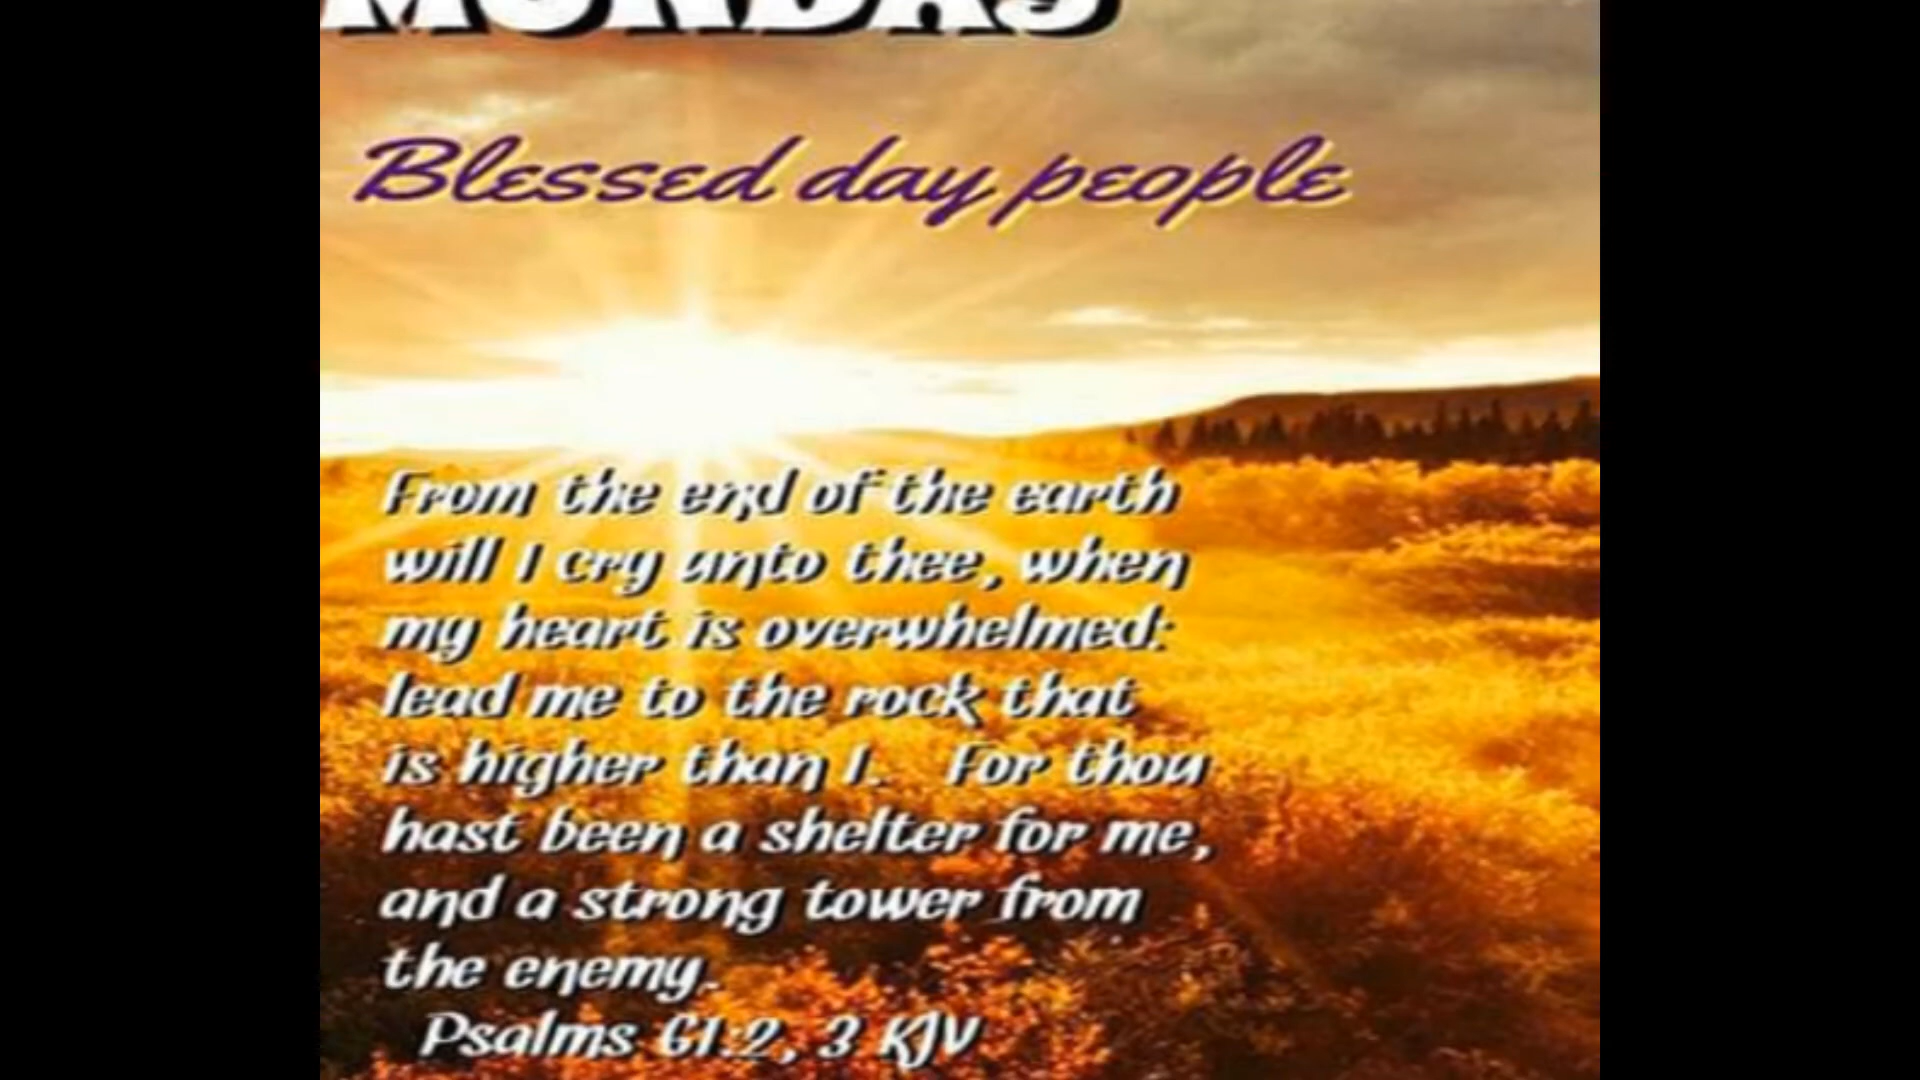 MONDAY
Blessed day people
From the end of the earth
will I cry unto thee, when
my heart is overwhelmed:
lead me to the rock that
is higher than I. For thou
hast been a shelter for me,
and a strong tower from
the enemy.
Psalms 61:2, 3 KJV